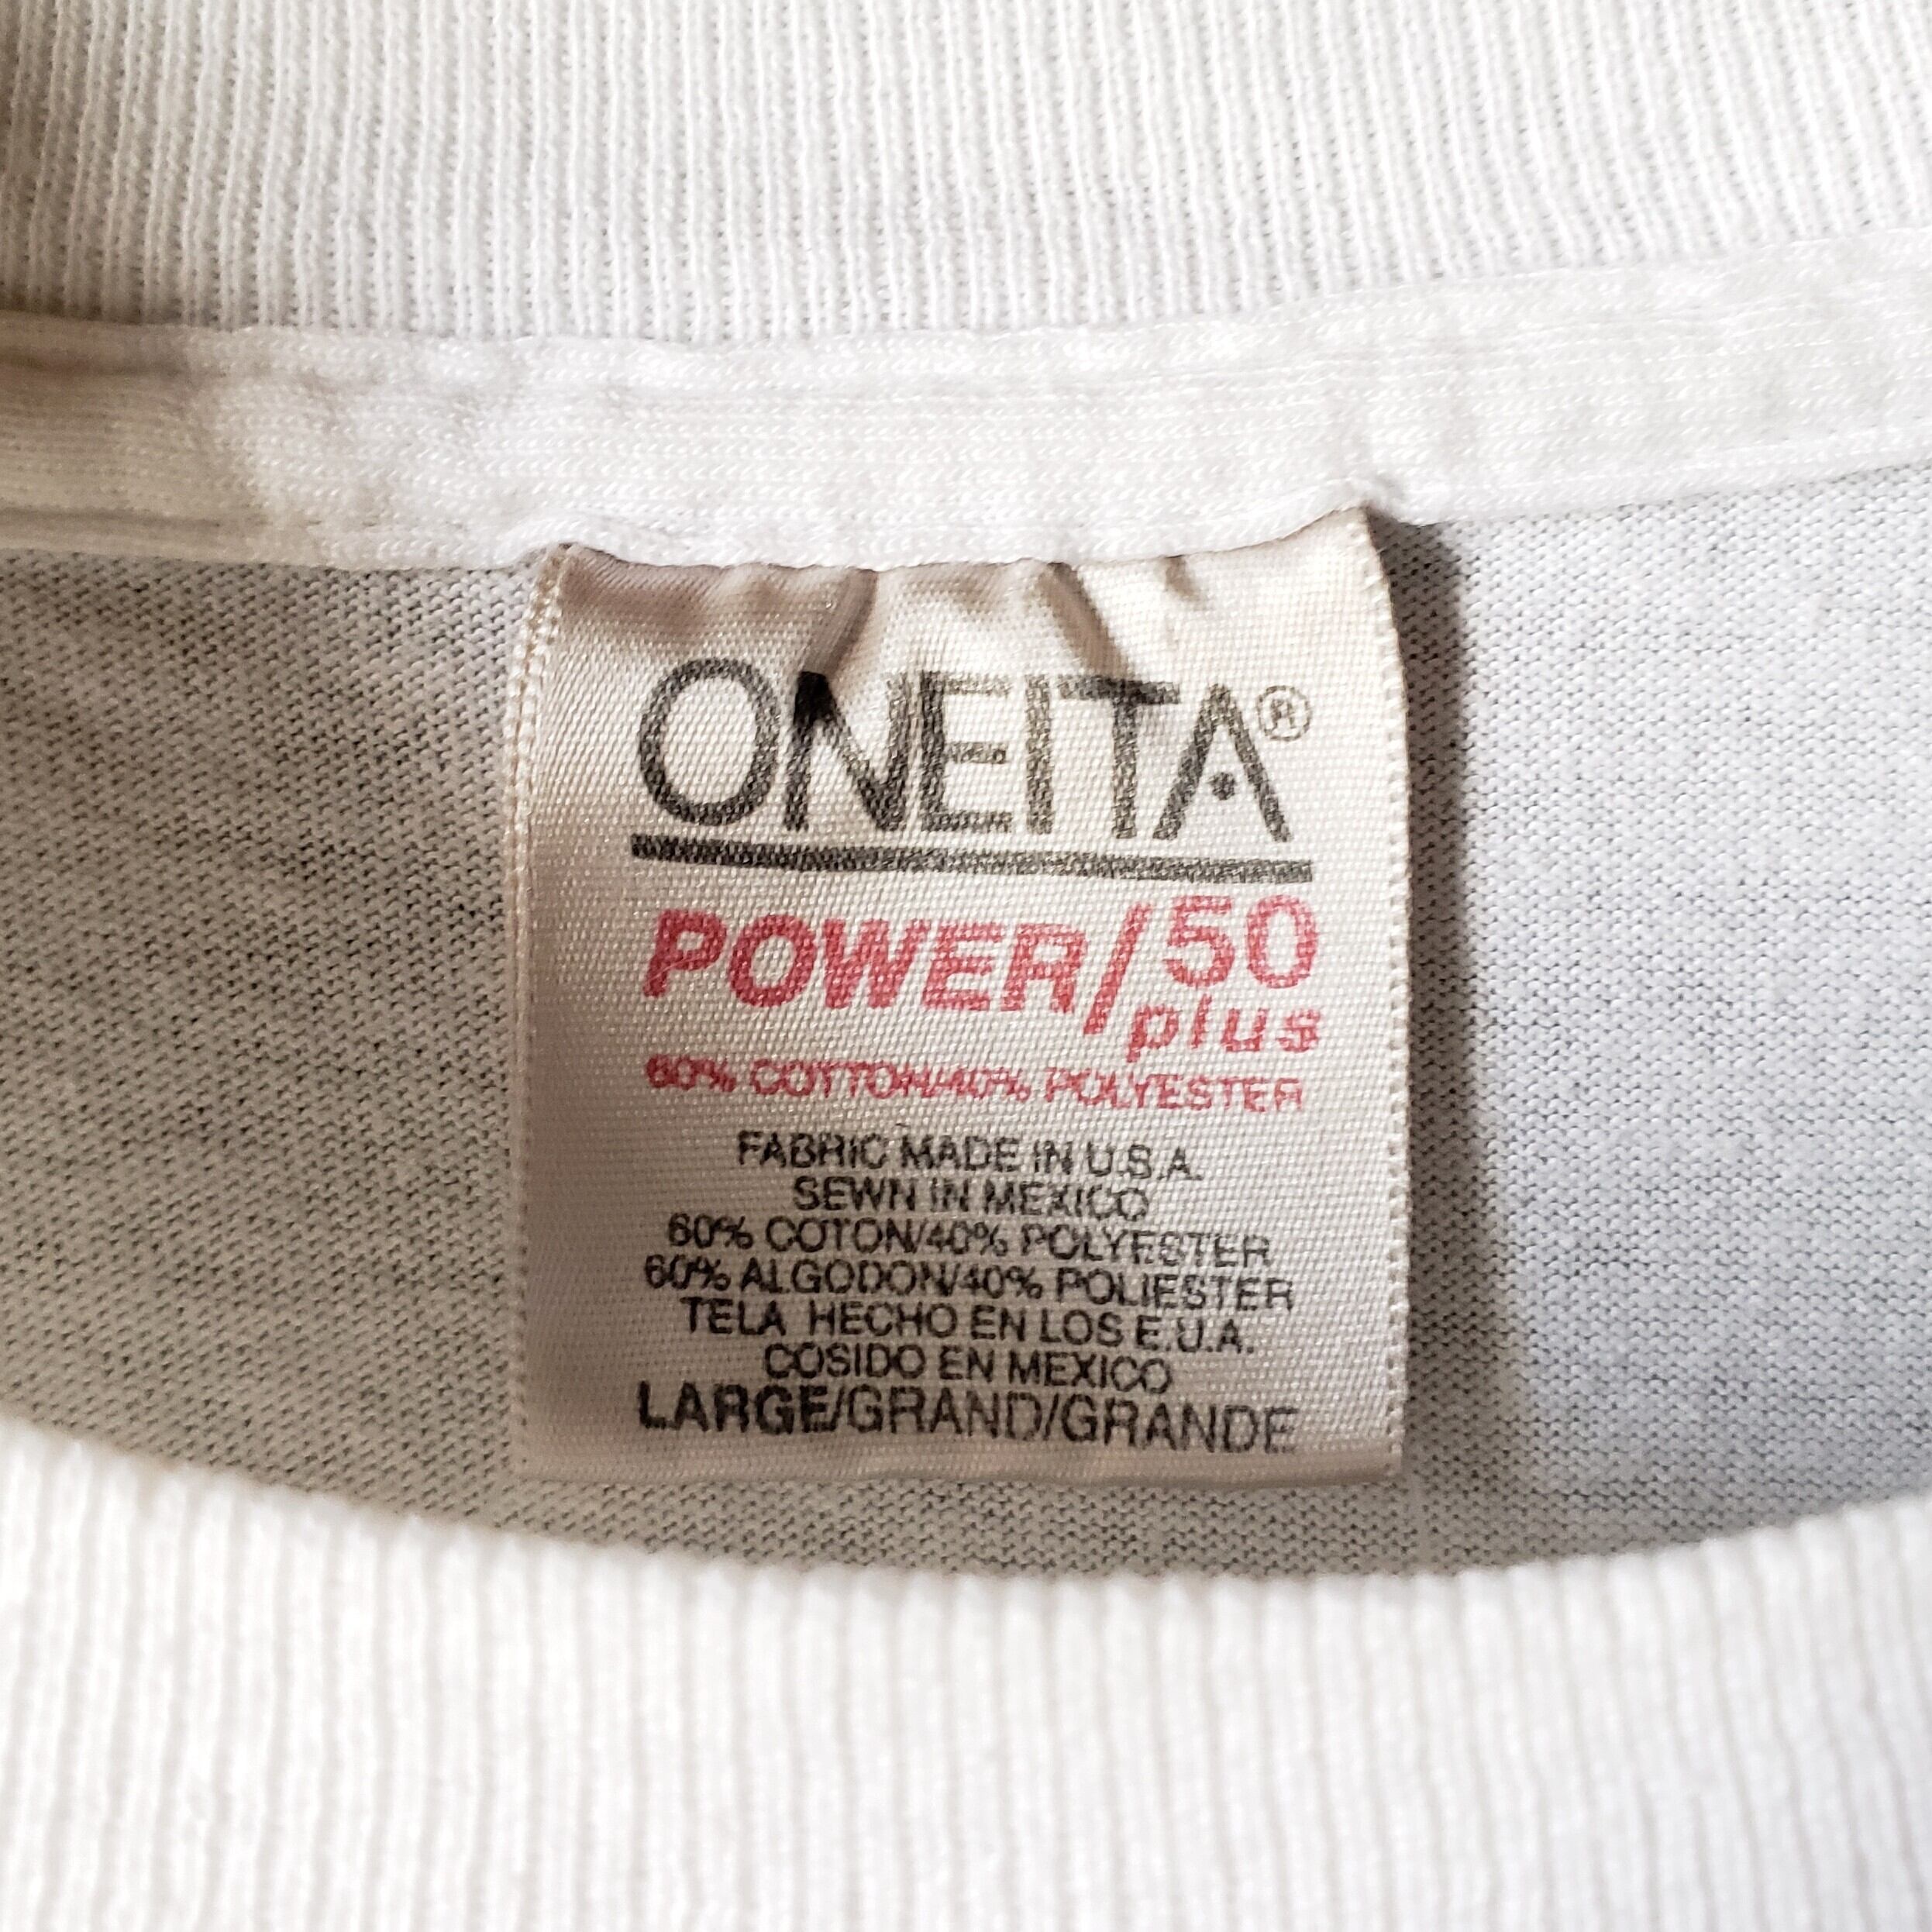 ONEITA®
POWER/50
plus
60% COTTON/40% POLYESTER
FABRIC MADE IN U.S.A.
SEWN IN MEXICO
60% COTON/40% POLYESTER
60% ALGODON/40% POLIESTER
TELA HECHO EN LOS E.U.A.
COSIDO EN MEXICO
LARGE/GRAND/GRANDE